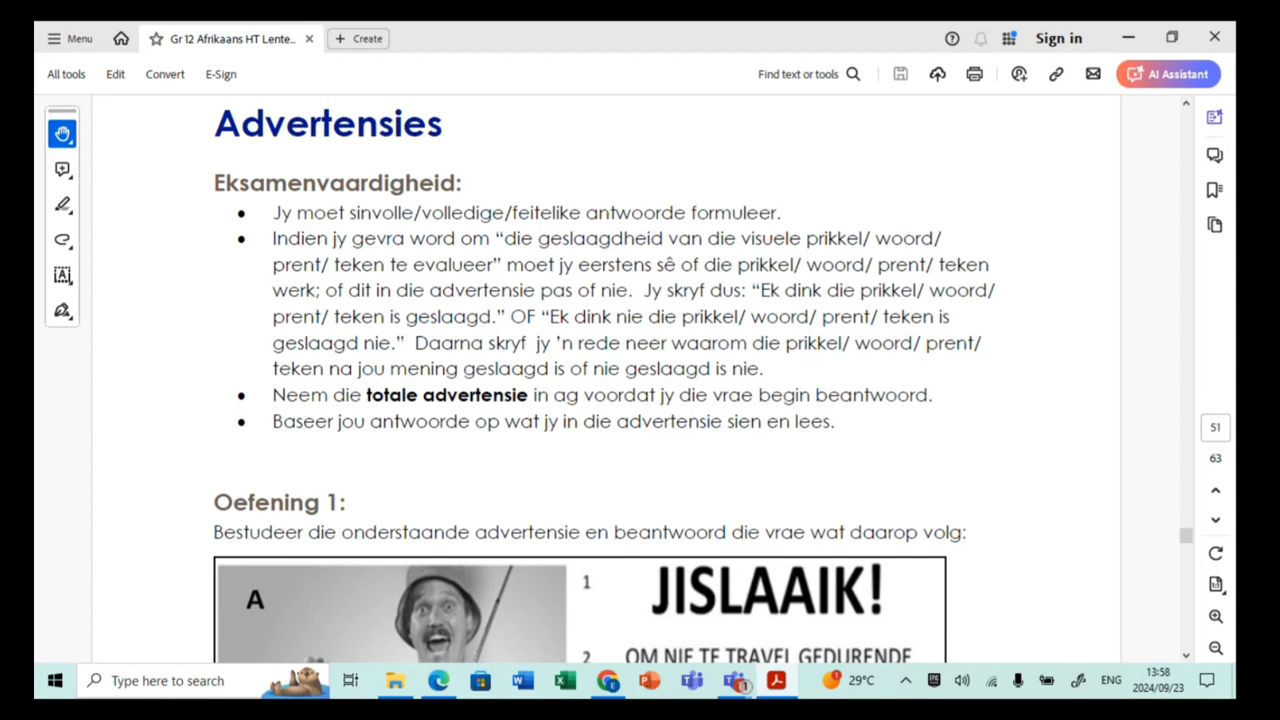 Menu
Gr 12 Afrikaans HT Lente...
Create
Sign in
All tools
Edit
Convert
E-Sign
Find text or tools
AI Assistant
Advertensies
Eksamenvaardigheid:
• Jy moet sinvolle/volledige/feitelike antwoorde formuleer.
• Indien jy gevra word om “die geslaagdheid van die visuele prikkel/ woord/
prent/ teken te evalueer” moet jy eerstens sê of die prikkel/ woord/ prent/ teken
werk; of dit in die advertensie pas of nie. Jy skryf dus: “Ek dink die prikkel/ woord/
prent/ teken is geslaagd.” OF “Ek dink nie die prikkel/ woord/ prent/ teken is
geslaagd nie.” Daarna skryf jy ’n rede neer waarom die prikkel/ woord/ prent/
teken na jou mening geslaagd is of nie geslaagd is nie.
• Neem die totale advertensie in ag voordat jy die vrae begin beantwoord.
• Baseer jou antwoorde op wat jy in die advertensie sien en lees.
51
63
Oefening 1:
Bestudeer die onderstaande advertensie en beantwoord die vrae wat daarop volg:
A
1 JISLAAIK!
2 OM NIE TE TRAVEL GEDURENDE
Type here to search
29°C
ENG
13:58
2024/09/23